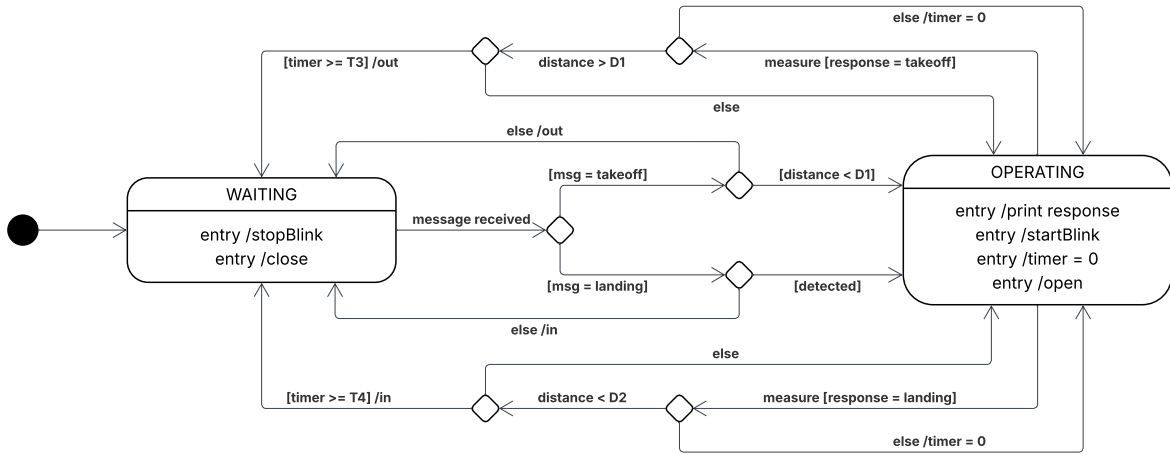 else /timer = 0
[timer >= T3] /out
distance > D1
measure [response = takeoff]
else
else /out
[msg = takeoff]
[distance < D1]
WAITING
entry /stopBlink
entry /close
message received
OPERATING
entry /print response
entry /startBlink
entry /timer = 0
entry /open
[msg = landing]
[detected]
else /in
else
[timer >= T4] /in
distance < D2
measure [response = landing]
else /timer = 0